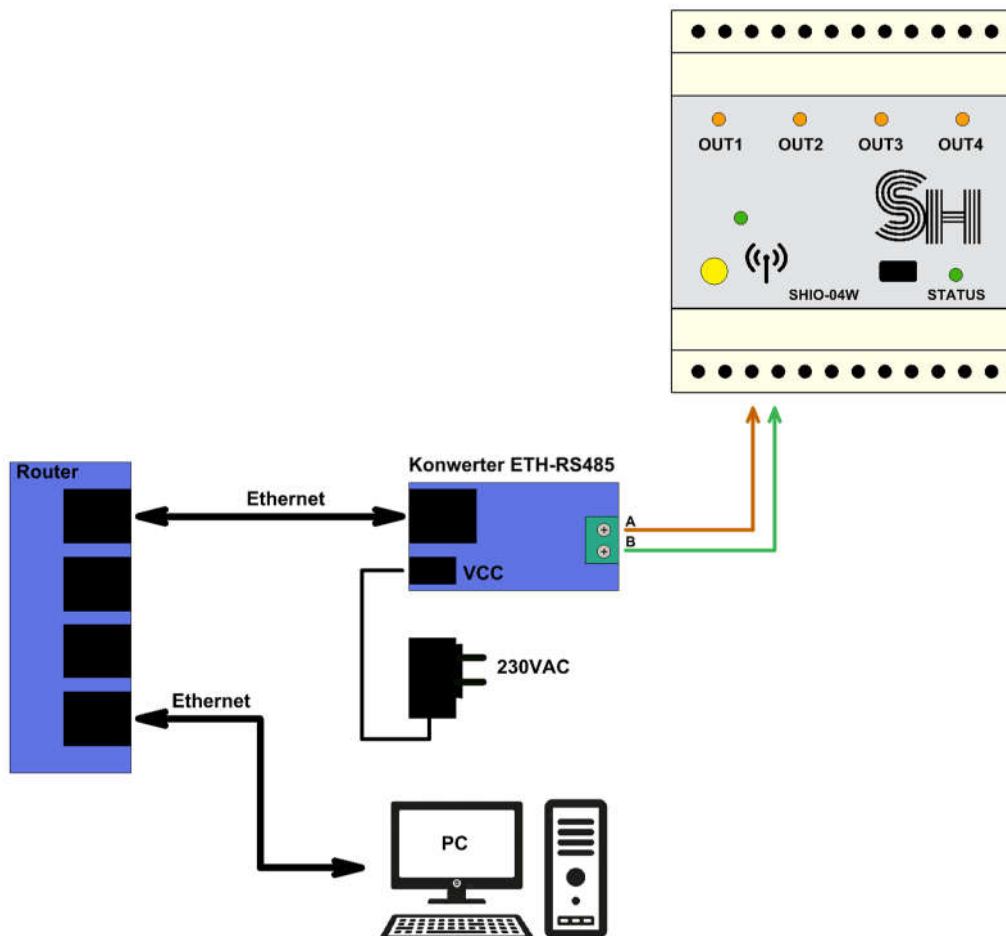 OUT1 OUT2 OUT3 OUT4
SH
SHIO-04W STATUS
Router
Konwerter ETH-RS485
Ethernet
A
B
VCC
230VAC
Ethernet
PC